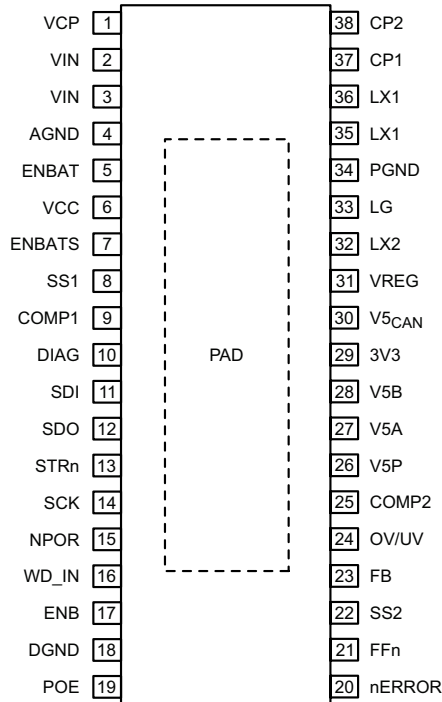 VCP 1 38 CP2
VIN 2 37 CP1
VIN 3 36 LX1
AGND 4 35 LX1
ENBAT 5 34 PGND
VCC 6 33 LG
ENBATS 7 32 LX2
SS1 8 31 VREG
COMP1 9 30 V5CAN
DIAG 10 PAD 29 3V3
SDI 11 28 V5B
SDO 12 27 V5A
STRn 13 26 V5P
SCK 14 25 COMP2
NPOR 15 24 OV/UV
WD_IN 16 23 FB
ENB 17 22 SS2
DGND 18 21 FFn
POE 19 20 nERROR